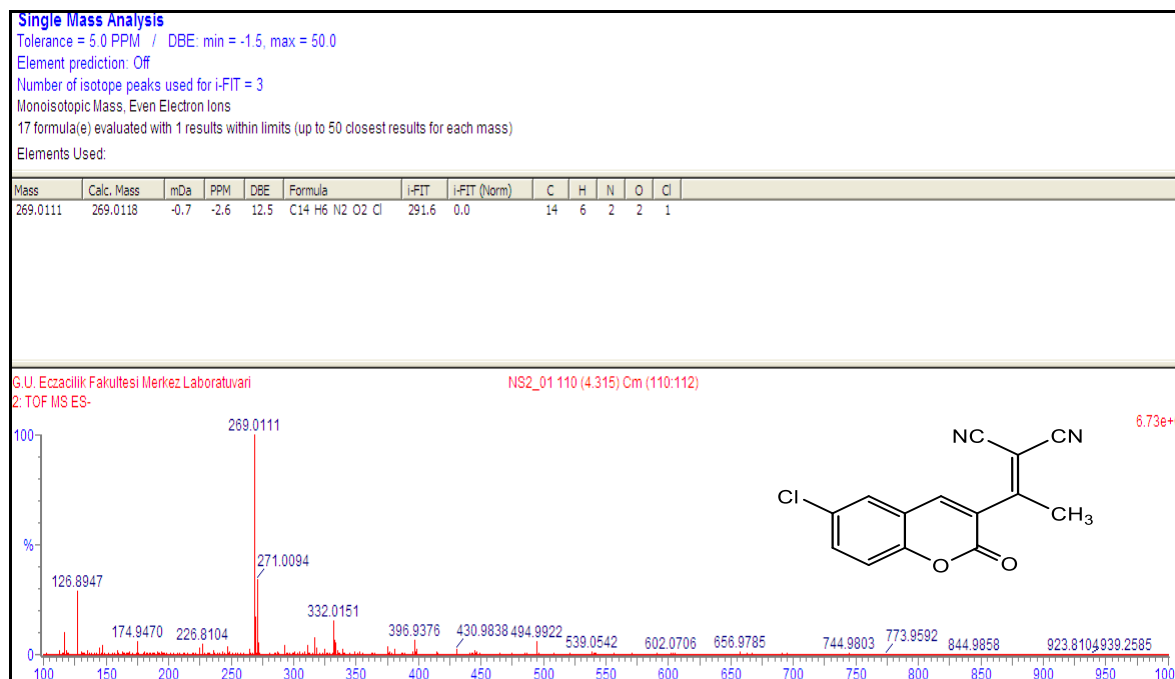 Single Mass Analysis
Tolerance = 5.0 PPM / DBE: min = -1.5, max = 50.0
Element prediction: Off
Number of isotope peaks used for i-FIT = 3
Monoisotopic Mass, Even Electron Ions
17 formula(e) evaluated with 1 results within limits (up to 50 closest results for each mass)
Elements Used:
Mass Calc. Mass mDa PPM DBE Formula i-FIT i-FIT (Norm) C H N O Cl
269.0111 269.0118 -0.7 -2.6 12.5 C14 H6 N2 O2 Cl 291.6 0.0 14 6 2 2 1
G.U. Eczacilik Fakultesi Merkez Laboratuvari NS2_01 110 (4.315) Cm (110:112)
2: TOF MS ES-
6.73e+
100
269.0111
NC CN
Cl
CH3
O O
%
271.0094
126.8947
332.0151
174.9470
226.8104
396.9376
430.9838
494.9922
539.0542
602.0706
656.9785
744.9803
773.9592
844.9858
923.8104
939.2585
0
100 150 200 250 300 350 400 450 500 550 600 650 700 750 800 850 900 950 100